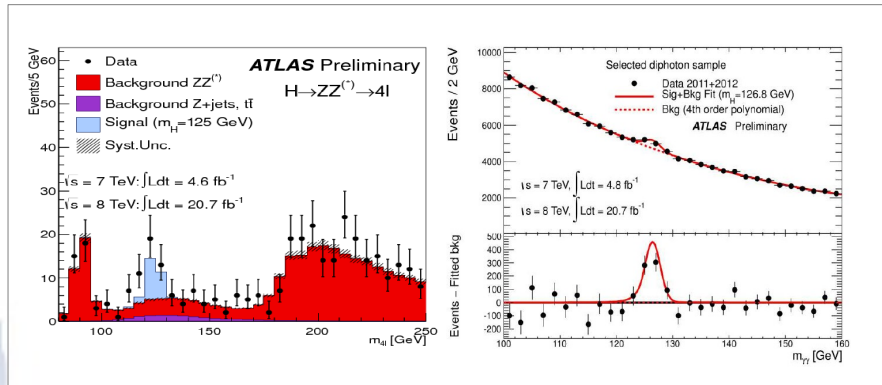 Events/5 GeV
60
50
40
30
20
10
0
Data
Background ZZ(*)
Background Z+jets, tt̄
Signal (mH=125 GeV)
Syst.Unc.
ATLAS Preliminary
H→ZZ(*)→4l
√s = 7 TeV:∫Ldt = 4.6 fb-1
√s = 8 TeV:∫Ldt = 20.7 fb-1
100 150 200 250
m4l [GeV]
Events / 2 GeV
10000
8000
6000
4000
2000
Selected diphoton sample
Data 2011+2012
Sig+Bkg Fit (mH=126.8 GeV)
Bkg (4th order polynomial)
ATLAS Preliminary
√s = 7 TeV, ∫Ldt = 4.8 fb-1
√s = 8 TeV, ∫Ldt = 20.7 fb-1
Events – Fitted bkg
500
400
300
200
100
0
-100
-200
100 110 120 130 140 150 160
mγγ [GeV]